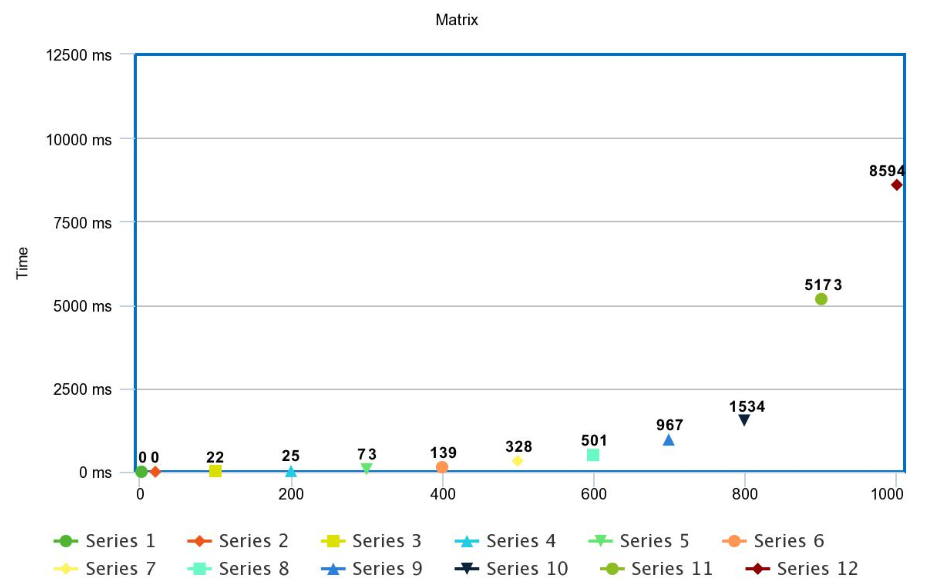 Matrix
12500 ms
10000 ms
8594
7500 ms
Time
5173
5000 ms
2500 ms
1534
967
501
328
139
73
25
22
0 0
0 ms
0 200 400 600 800 1000
Series 1 Series 2 Series 3 Series 4 Series 5 Series 6
Series 7 Series 8 Series 9 Series 10 Series 11 Series 12